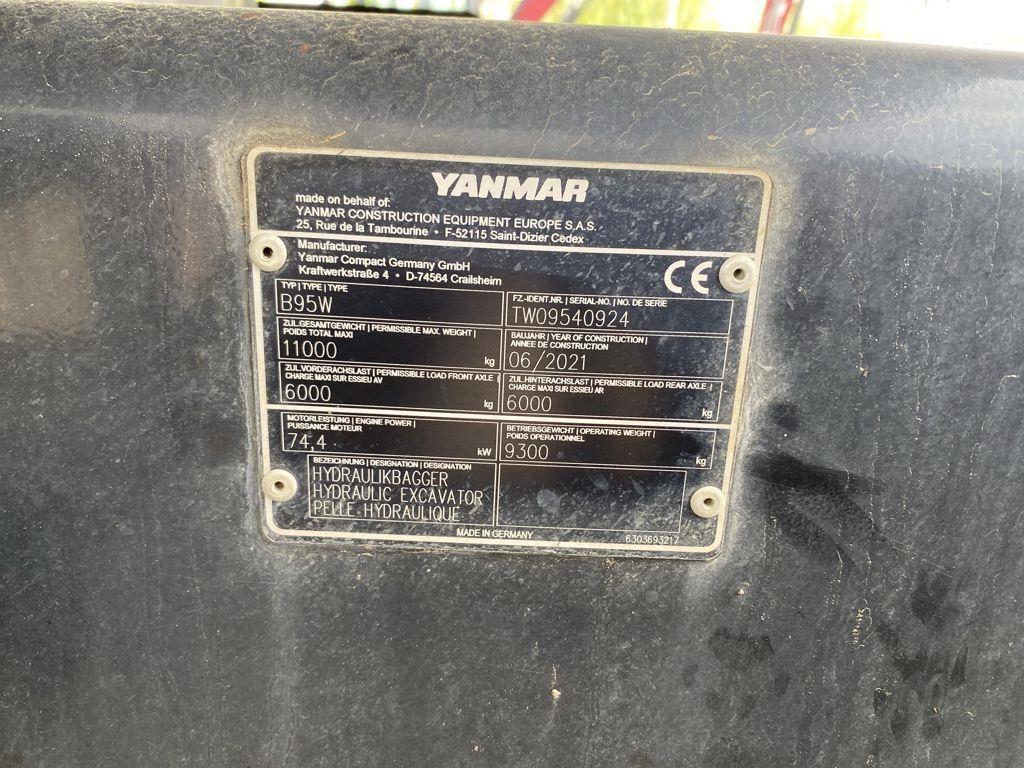 YANMAR
made on behalf of:
YANMAR CONSTRUCTION EQUIPMENT EUROPE S.A.S.
25, Rue de la Tambourine • F-52115 Saint-Dizier Cedex
Manufacturer:
Yanmar Compact Germany GmbH
Kraftwerkstraße 4 • D-74564 Crailsheim
CE
TYP | TYPE | TYPE
B95W
FZ.-IDENT.NR. | SERIAL-NO. | NO. DE SERIE
TW09540924
ZUL.GESAMTGEWICHT | PERMISSIBLE MAX. WEIGHT |
POIDS TOTAL MAXI
11000 kg
BAUJAHR | YEAR OF CONSTRUCTION |
ANNEE DE CONSTRUCTION
06/2021
ZUL.VORDERACHSLAST | PERMISSIBLE LOAD FRONT AXLE |
CHARGE MAXI SUR ESSIEU AV
6000 kg
ZUL.HINTERACHSLAST | PERMISSIBLE LOAD REAR AXLE |
CHARGE MAXI SUR ESSIEU AR
6000 kg
MOTORLEISTUNG | ENGINE POWER |
PUISSANCE MOTEUR
74,4 kW
BETRIEBSGEWICHT | OPERATING WEIGHT |
POIDS OPERATIONNEL
9300 kg
BEZEICHNUNG | DESIGNATION | DESIGNATION
HYDRAULIKBAGGER
HYDRAULIC EXCAVATOR
PELLE HYDRAULIQUE
MADE IN GERMANY
6303693217